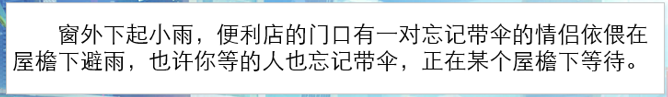 窗外下起小雨，便利店的门口有一对忘记带伞的情侣依偎在
屋檐下避雨，也许你等的人也忘记带伞，正在某个屋檐下等待。